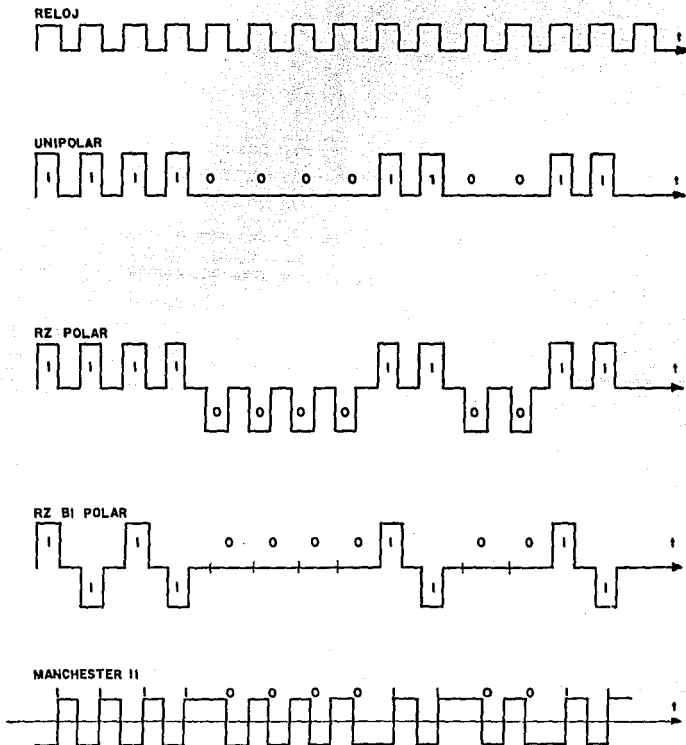 RELOJ
t
UNIPOLAR
1 1 1 1 0 0 0 0 1 1 0 0 1 1 t
RZ POLAR
1 1 1 1 1 1 1 1 t
0 0 0 0 0 0
RZ BI POLAR
1 1 0 0 0 0 1 0 0 1 t
1 1 1 1
MANCHESTER II
1 1 1 1 0 0 0 0 1 1 0 0 1 1 t